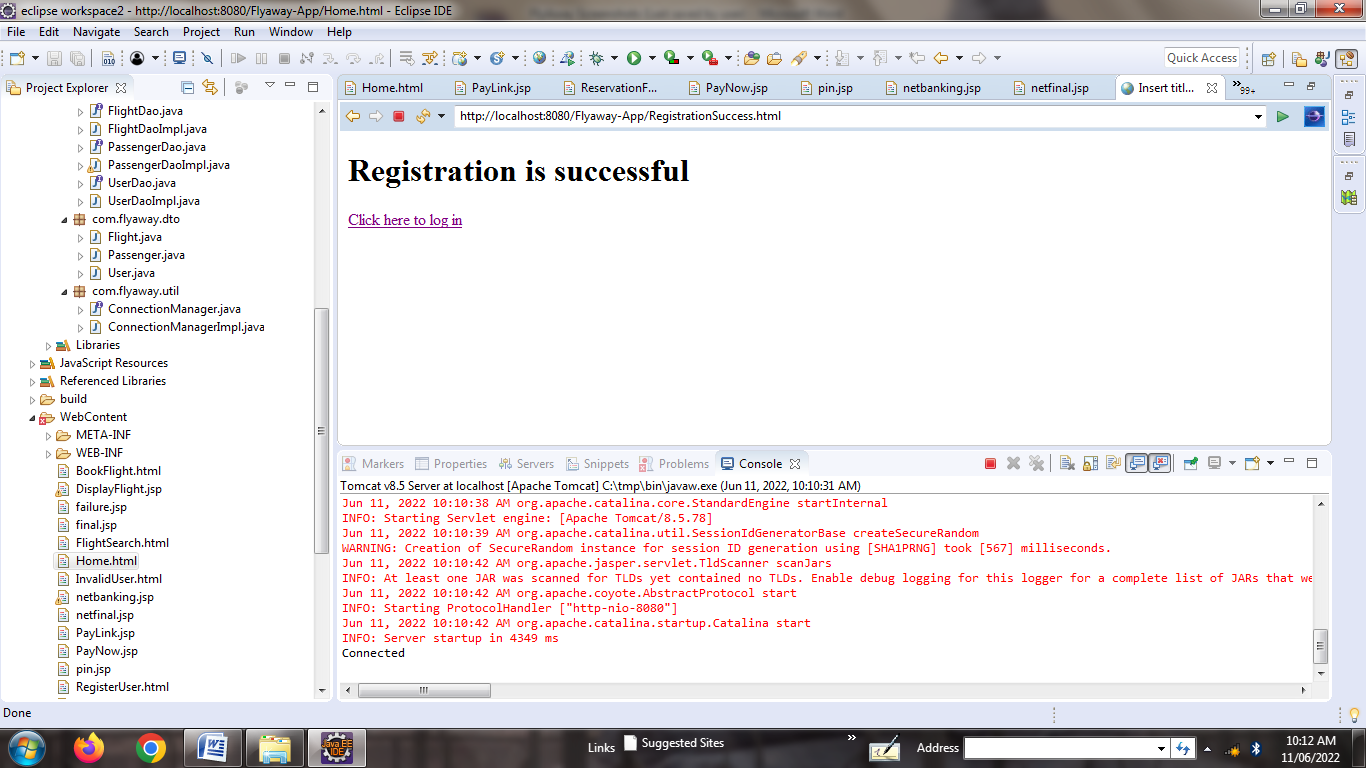 eclipse workspace2 - http://localhost:8080/Flyaway-App/Home.html - Eclipse IDE
File Edit Navigate Search Project Run Window Help
Quick Access
Project Explorer
FlightDao.java
FlightDaoImpl.java
PassengerDao.java
PassengerDaoImpl.java
UserDao.java
UserDaoImpl.java
com.flyaway.dto
Flight.java
Passenger.java
User.java
com.flyaway.util
ConnectionManager.java
ConnectionManagerImpl.java
Libraries
JavaScript Resources
Referenced Libraries
build
WebContent
META-INF
WEB-INF
BookFlight.html
DisplayFlight.jsp
failure.jsp
final.jsp
FlightSearch.html
Home.html
InvalidUser.html
netbanking.jsp
netfinal.jsp
PayLink.jsp
PayNow.jsp
pin.jsp
RegisterUser.html
Home.html PayLink.jsp ReservationF... PayNow.jsp pin.jsp netbanking.jsp netfinal.jsp Insert titl... »99+
http://localhost:8080/Flyaway-App/RegistrationSuccess.html
Registration is successful
Click here to log in
Markers Properties Servers Snippets Problems Console
Tomcat v8.5 Server at localhost [Apache Tomcat] C:\tmp\bin\javaw.exe (Jun 11, 2022, 10:10:31 AM)
Jun 11, 2022 10:10:38 AM org.apache.catalina.core.StandardEngine startInternal
INFO: Starting Servlet engine: [Apache Tomcat/8.5.78]
Jun 11, 2022 10:10:39 AM org.apache.catalina.util.SessionIdGeneratorBase createSecureRandom
WARNING: Creation of SecureRandom instance for session ID generation using [SHA1PRNG] took [567] milliseconds.
Jun 11, 2022 10:10:42 AM org.apache.jasper.servlet.TldScanner scanJars
INFO: At least one JAR was scanned for TLDs yet contained no TLDs. Enable debug logging for this logger for a complete list of JARs that we
Jun 11, 2022 10:10:42 AM org.apache.coyote.AbstractProtocol start
INFO: Starting ProtocolHandler ["http-nio-8080"]
Jun 11, 2022 10:10:42 AM org.apache.catalina.startup.Catalina start
INFO: Server startup in 4349 ms
Connected
Done
Java EE
IDE
Links Suggested Sites » Address
10:12 AM
11/06/2022